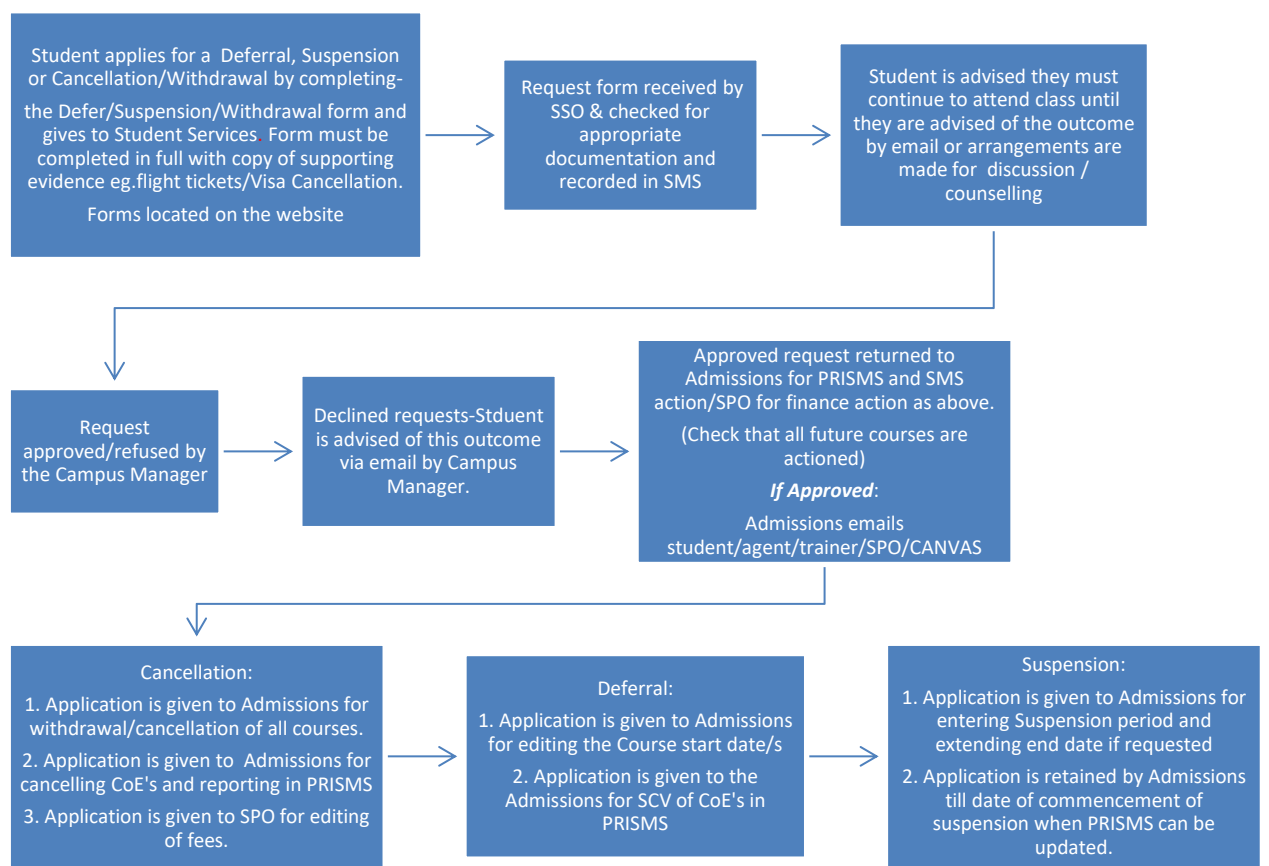 Student applies for a  Deferral, Suspension
or Cancellation/Withdrawal by completing-
the Defer/Suspension/Withdrawal form and
gives to Student Services. Form must be
completed in full with copy of supporting
evidence eg.flight tickets/Visa Cancellation.
Forms located on the website
Request form received by
SSO & checked for
appropriate
documentation and
recorded in SMS
Student is advised they must
continue to attend class until
they are advised of the outcome
by email or arrangements are
made for  discussion /
counselling
Request
approved/refused by
the Campus Manager
Declined requests-Stduent
is advised of this outcome
via email by Campus
Manager.
Approved request returned to
Admissions for PRISMS and SMS
action/SPO for finance action as above.
(Check that all future courses are
actioned)
If Approved:
Admissions emails
student/agent/trainer/SPO/CANVAS
Cancellation:
1. Application is given to Admissions for
withdrawal/cancellation of all courses.
2. Application is given to  Admissions for
cancelling CoE's and reporting in PRISMS
3. Application is given to SPO for editing
of fees.
Deferral:
1. Application is given to Admissions
for editing the Course start date/s
2. Application is given to the
Admissions for SCV of CoE's in
PRISMS
Suspension:
1. Application is given to Admissions for
entering Suspension period and
extending end date if requested
2. Application is retained by Admissions
till date of commencement of
suspension when PRISMS can be
updated.